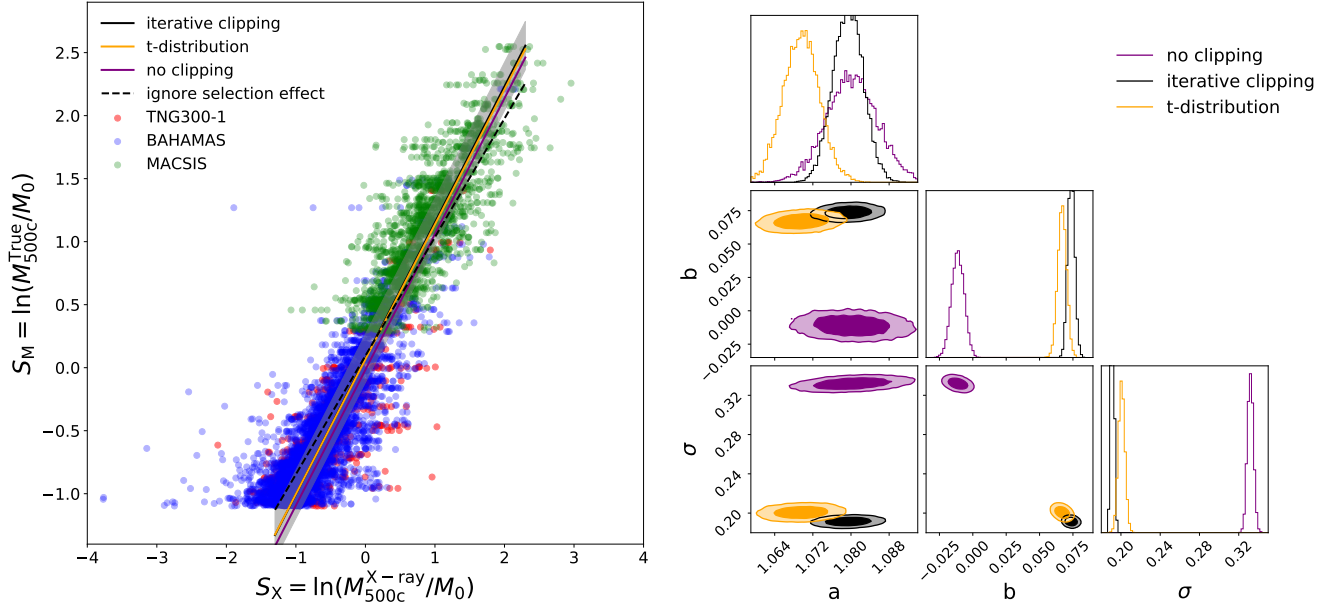 iterative clipping
t-distribution
no clipping
ignore selection effect
TNG300-1
BAHAMAS
MACSIS
2.5
2.0
1.5
1.0
0.5
0.0
−0.5
−1.0
S_M = ln(M_500c^True/M_0)
−4 −3 −2 −1 0 1 2 3 4
S_X = ln(M_500c^X−ray/M_0)
no clipping
iterative clipping
t-distribution
b
0.075
0.050
0.025
0.000
−0.025
σ
0.32
0.28
0.24
0.20
1.064 1.072 1.080 1.088
a
−0.025 0.000 0.025 0.050 0.075
b
0.20 0.24 0.28 0.32
σ